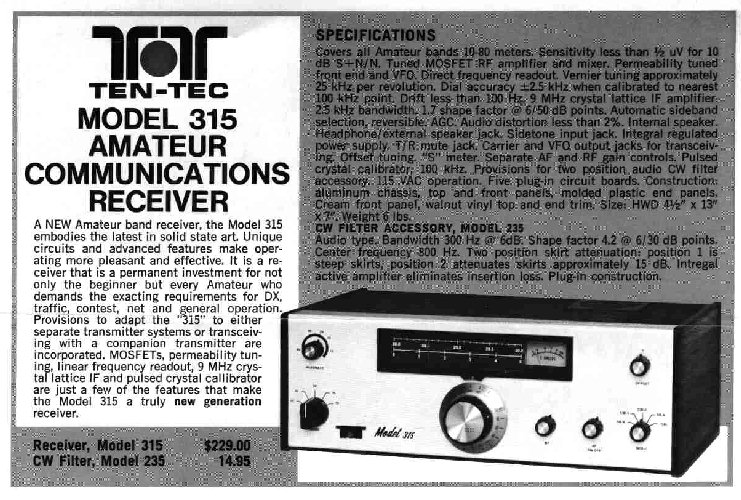 TEN-TEC
MODEL 315
AMATEUR
COMMUNICATIONS
RECEIVER
A NEW Amateur band receiver, the Model 315
embodies the latest in solid state art. Unique
circuits and advanced features make oper-
ating more pleasant and effective. It is a re-
ceiver that is a permanent investment for not
only the beginner but every Amateur who
demands the exacting requirements for DX,
traffic, contest, net and general operation.
Provisions to adapt the "315" to either
separate transmitter systems or transceiv-
ing with a companion transmitter are
incorporated. MOSFETs, permeability tun-
ing, linear frequency readout, 9 MHz crys-
tal lattice IF and pulsed crystal callibrator
are just a few of the features that make
the Model 315 a truly new generation
receiver.
Receiver, Model 315 $229.00
CW Filter, Model 235 14.95
SPECIFICATIONS
Covers all Amateur bands 10-80 meters. Sensitivity less than ½ uV for 10
dB S+N/N. Tuned MOSFET RF amplifier and mixer. Permeability tuned
front end and VFO. Direct frequency readout. Vernier tuning approximately
25 kHz per revolution. Dial accuracy ±2.5 kHz when calibrated to nearest
100 kHz point. Drift less than 100 Hz. 9 MHz crystal lattice IF amplifier.
2.5 kHz bandwidth. 1.7 shape factor @ 6/50 dB points. Automatic sideband
selection, reversible. AGC. Audio distortion less than 2%. Internal speaker.
Headphone/external speaker jack. Sidetone input jack. Integral regulated
power supply. T/R mute jack. Carrier and VFO output jacks for transceiv-
ing. Offset tuning. "S" meter. Separate AF and RF gain controls. Pulsed
crystal calibrator, 100 kHz. Provisions for two position audio CW filter
accessory. 115 VAC operation. Five plug-in circuit boards. Construction:
aluminum chassis, top and front panels, molded plastic end panels.
Cream front panel, walnut vinyl top and end trim. Size: HWD 4½" x 13"
x 7". Weight 6 lbs.
CW FILTER ACCESSORY, MODEL 235
Audio type. Bandwidth 300 Hz @ 6dB. Shape factor 4.2 @ 6/30 dB points.
Center frequency 800 Hz. Two position skirt attenuation: position 1 is
steep skirts, position 2 attenuates skirts approximately 15 dB. Intregal
active amplifier eliminates insertion loss. Plug-in construction.
Model 315